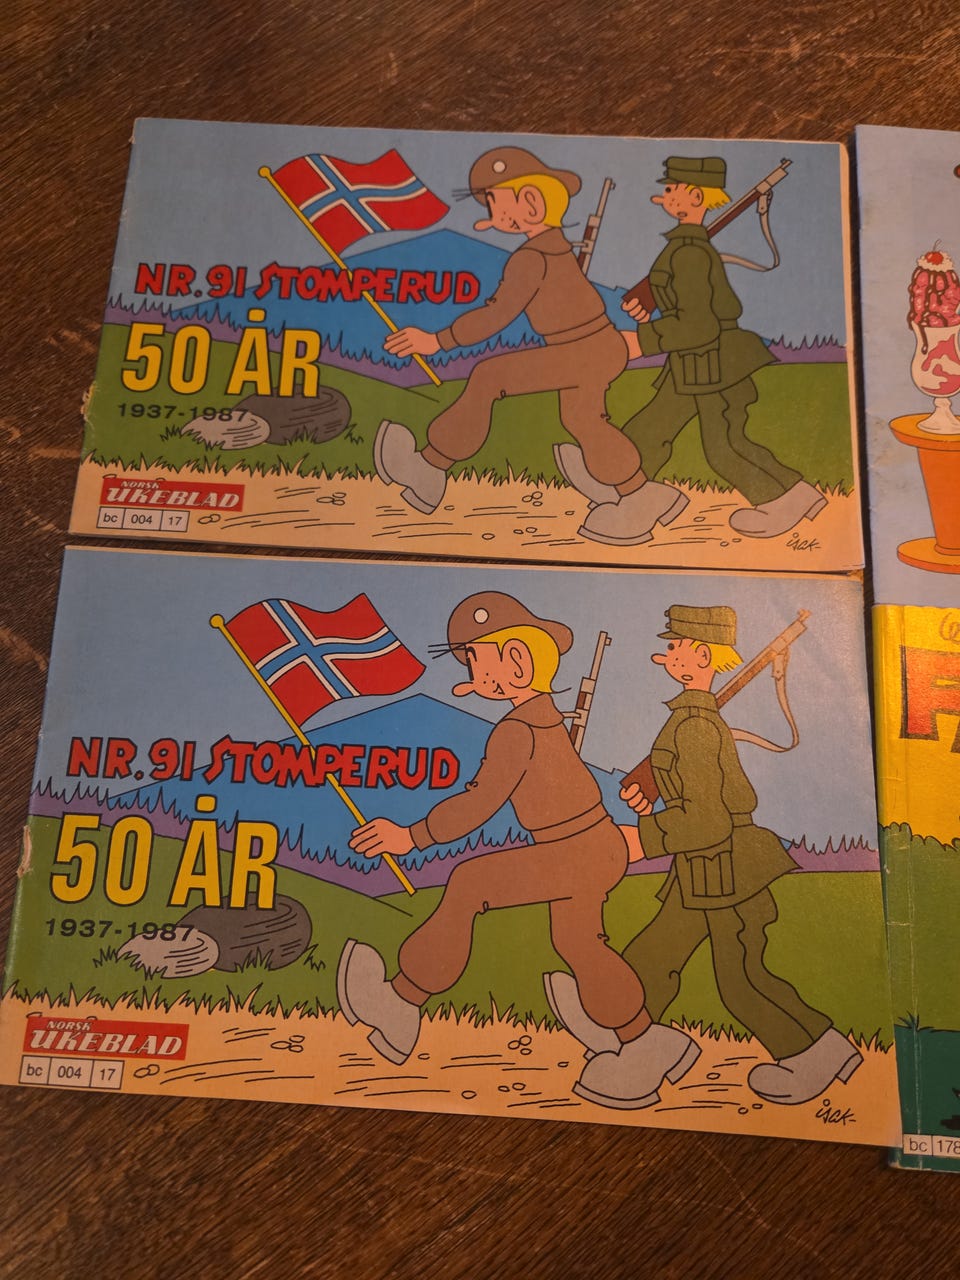 NR. 91 STOMPERUD
50 ÅR
1937-1987
NORSK
UKEBLAD
bc 004 17
NR. 91 STOMPERUD
50 ÅR
1937-1987
NORSK
UKEBLAD
bc 004 17
bc 178